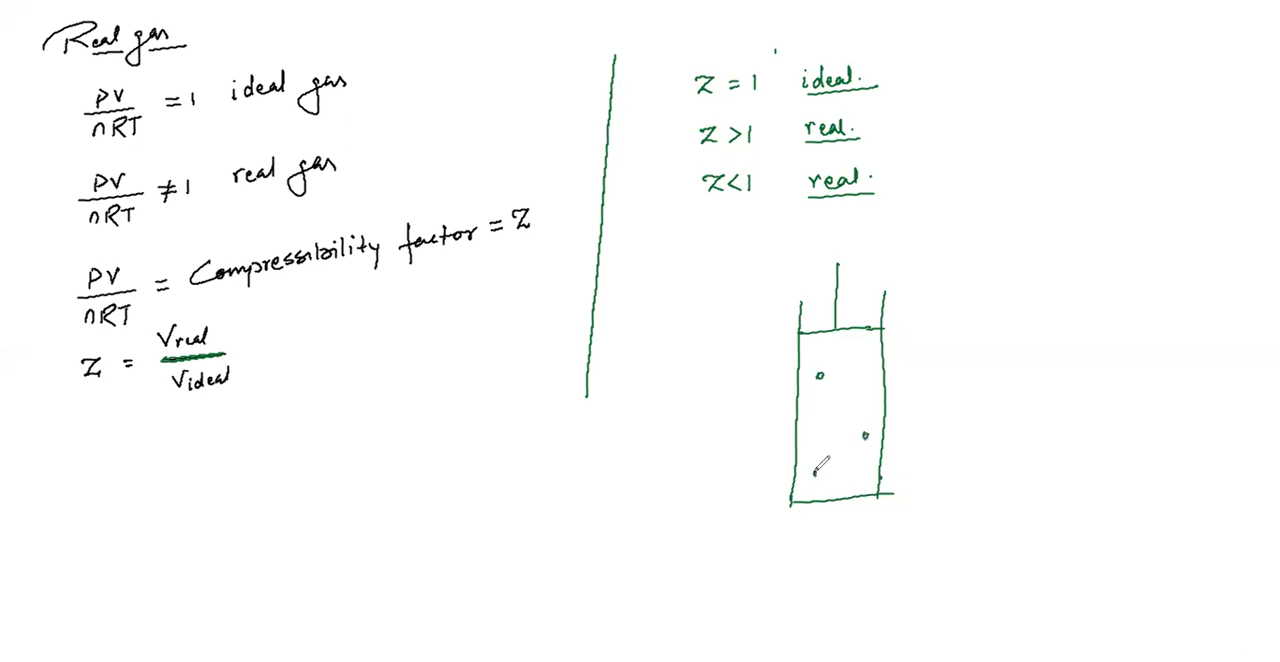 Real gas
PV/nRT = 1 ideal gas
PV/nRT ≠ 1 real gas
PV/nRT = Compressibility factor = Z
Z = Vreal/Videal
Z = 1 ideal.
Z > 1 real.
Z < 1 real.